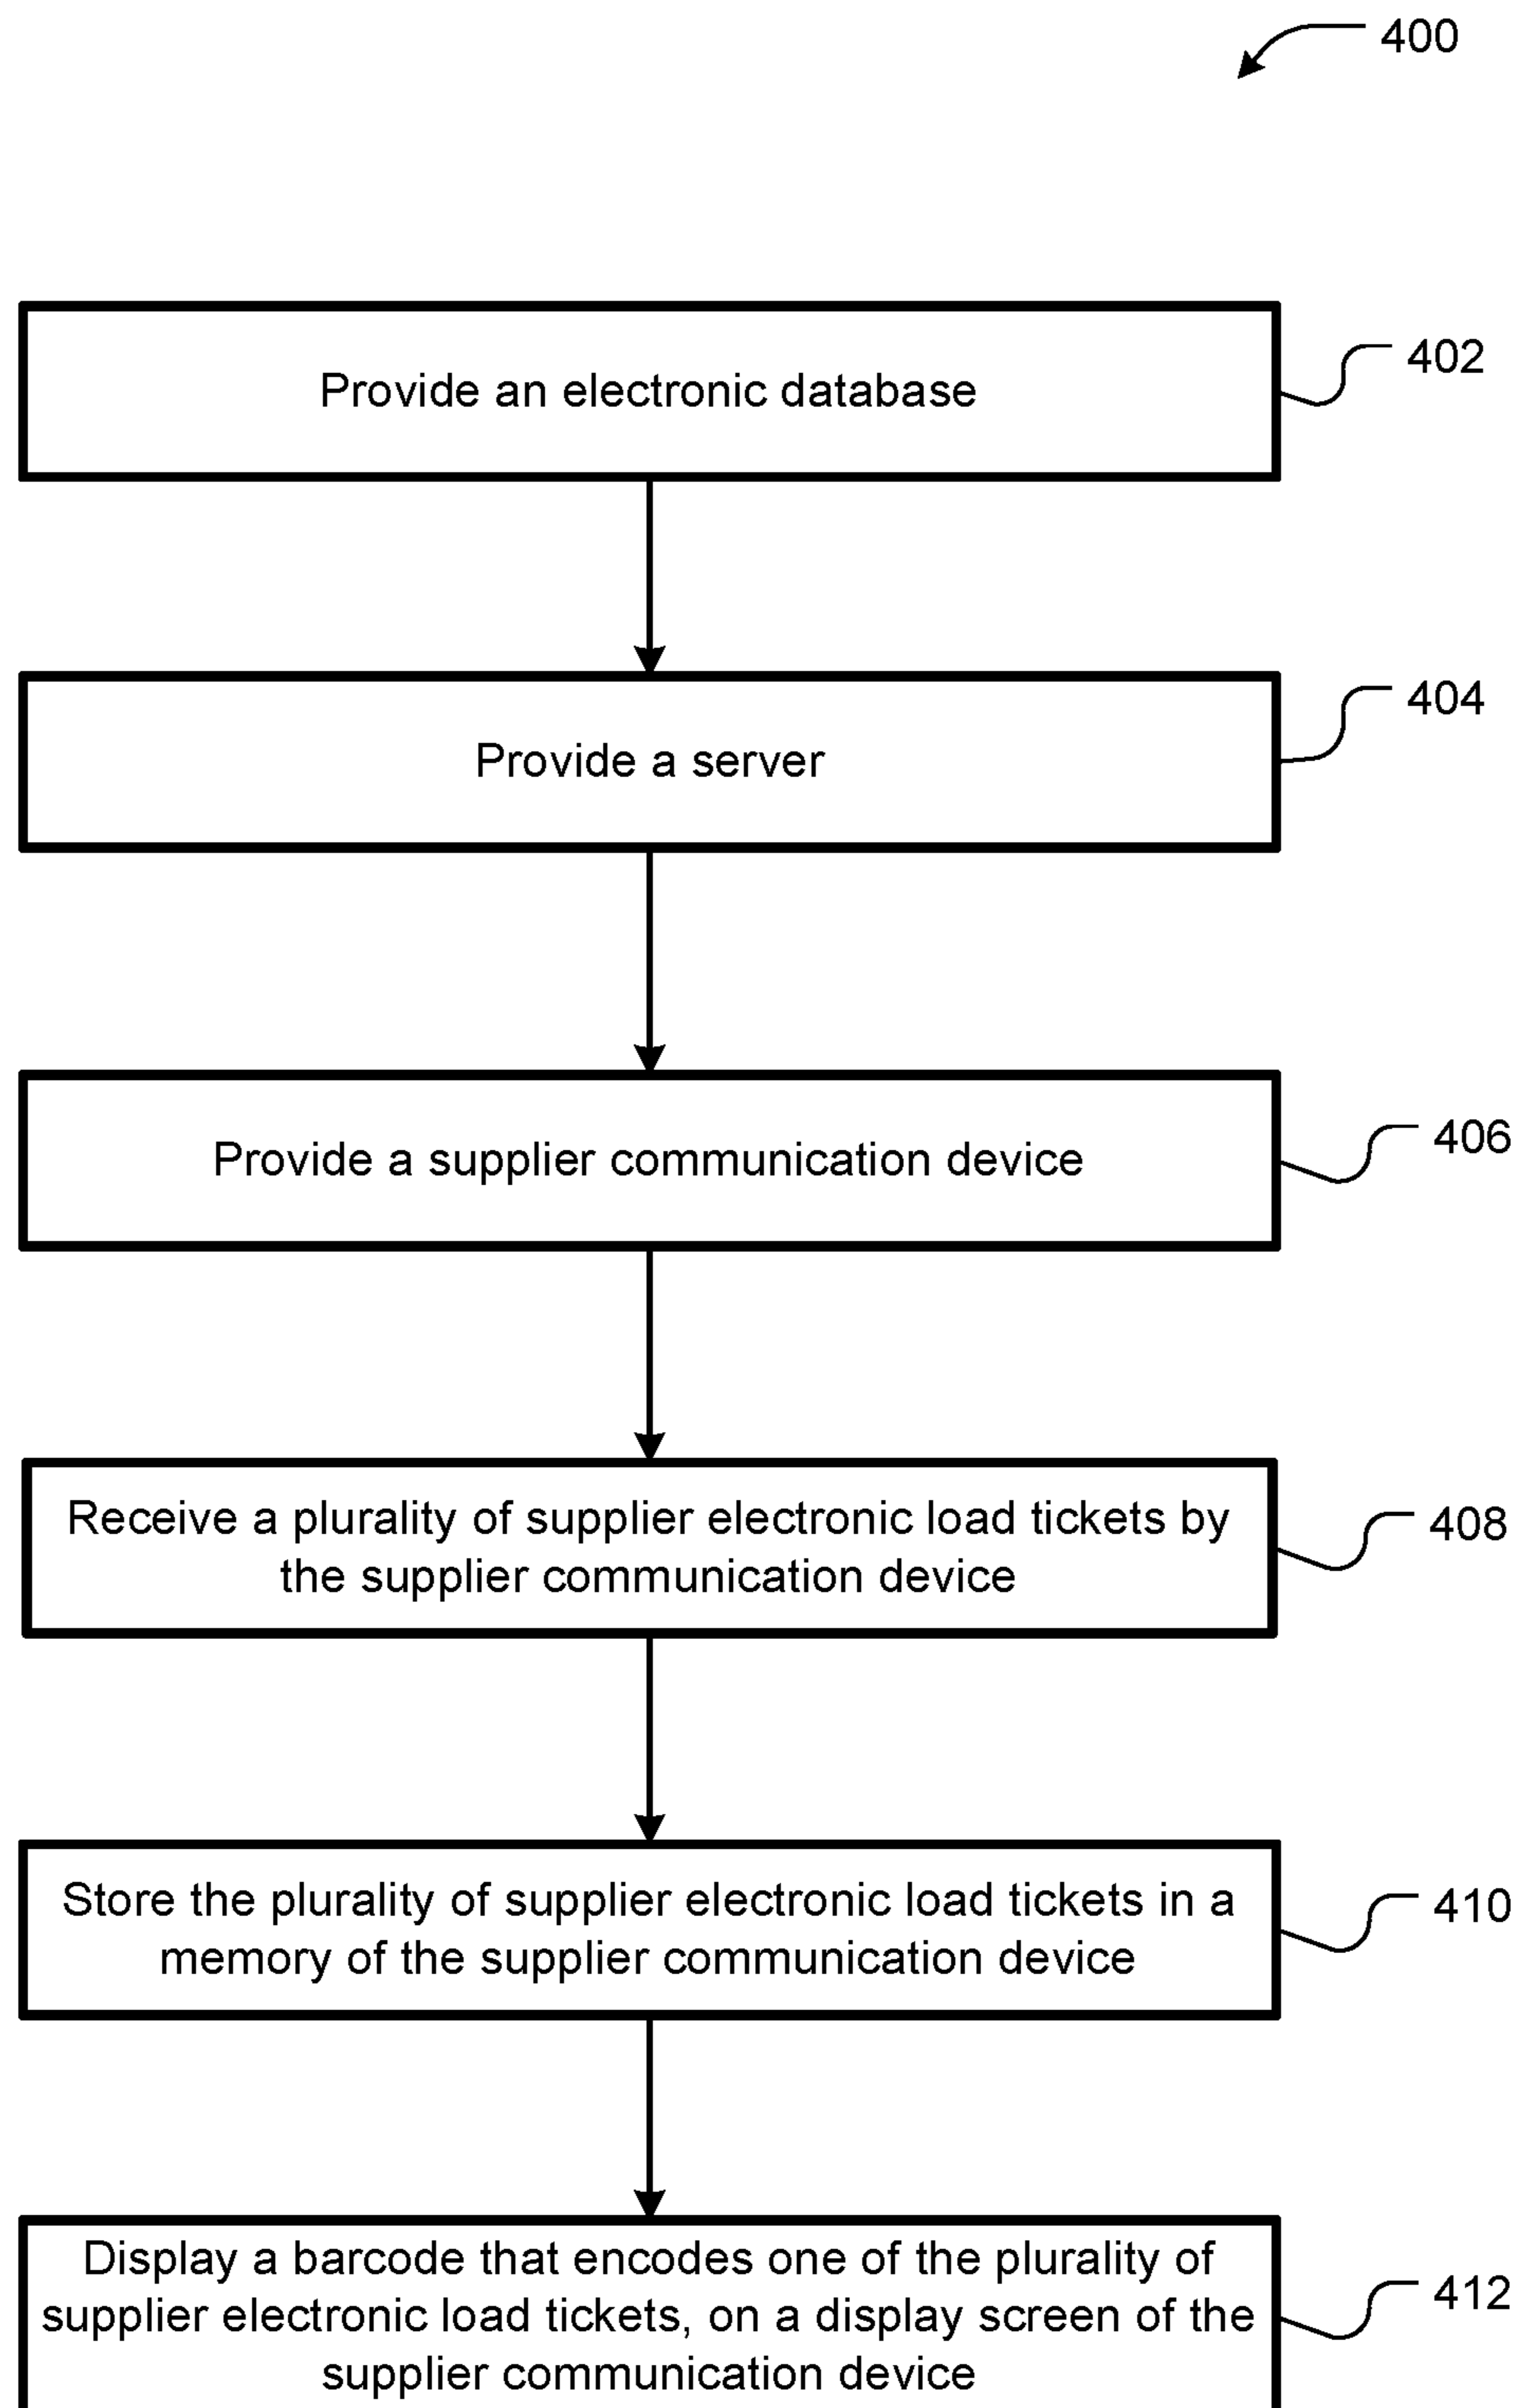 400
Provide an electronic database
402
Provide a server
404
Provide a supplier communication device
406
Receive a plurality of supplier electronic load tickets by
the supplier communication device
408
Store the plurality of supplier electronic load tickets in a
memory of the supplier communication device
410
Display a barcode that encodes one of the plurality of
supplier electronic load tickets, on a display screen of the
supplier communication device
412